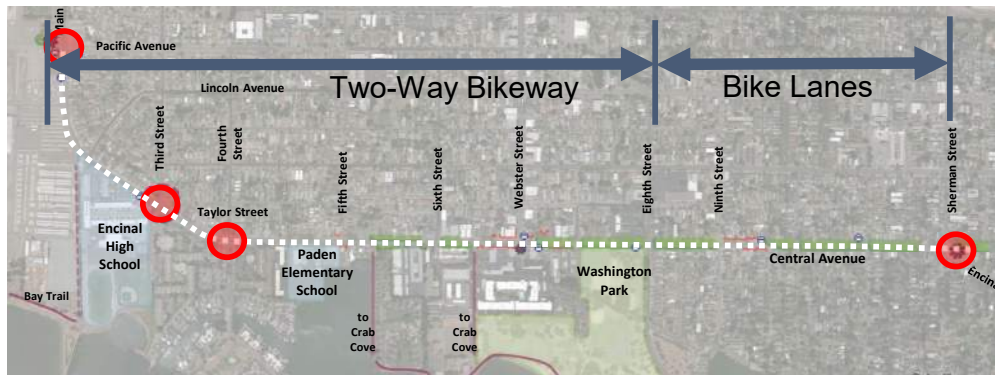 Main
Pacific Avenue
Lincoln Avenue
Two-Way Bikeway
Bike Lanes
Third Street
Fourth
Street
Fifth Street
Sixth Street
Webster Street
Eighth Street
Ninth Street
Sherman Street
Taylor Street
Encinal
High
School
Paden
Elementary
School
Washington
Park
Central Avenue
Encina
Bay Trail
to
Crab
Cove
to
Crab
Cove